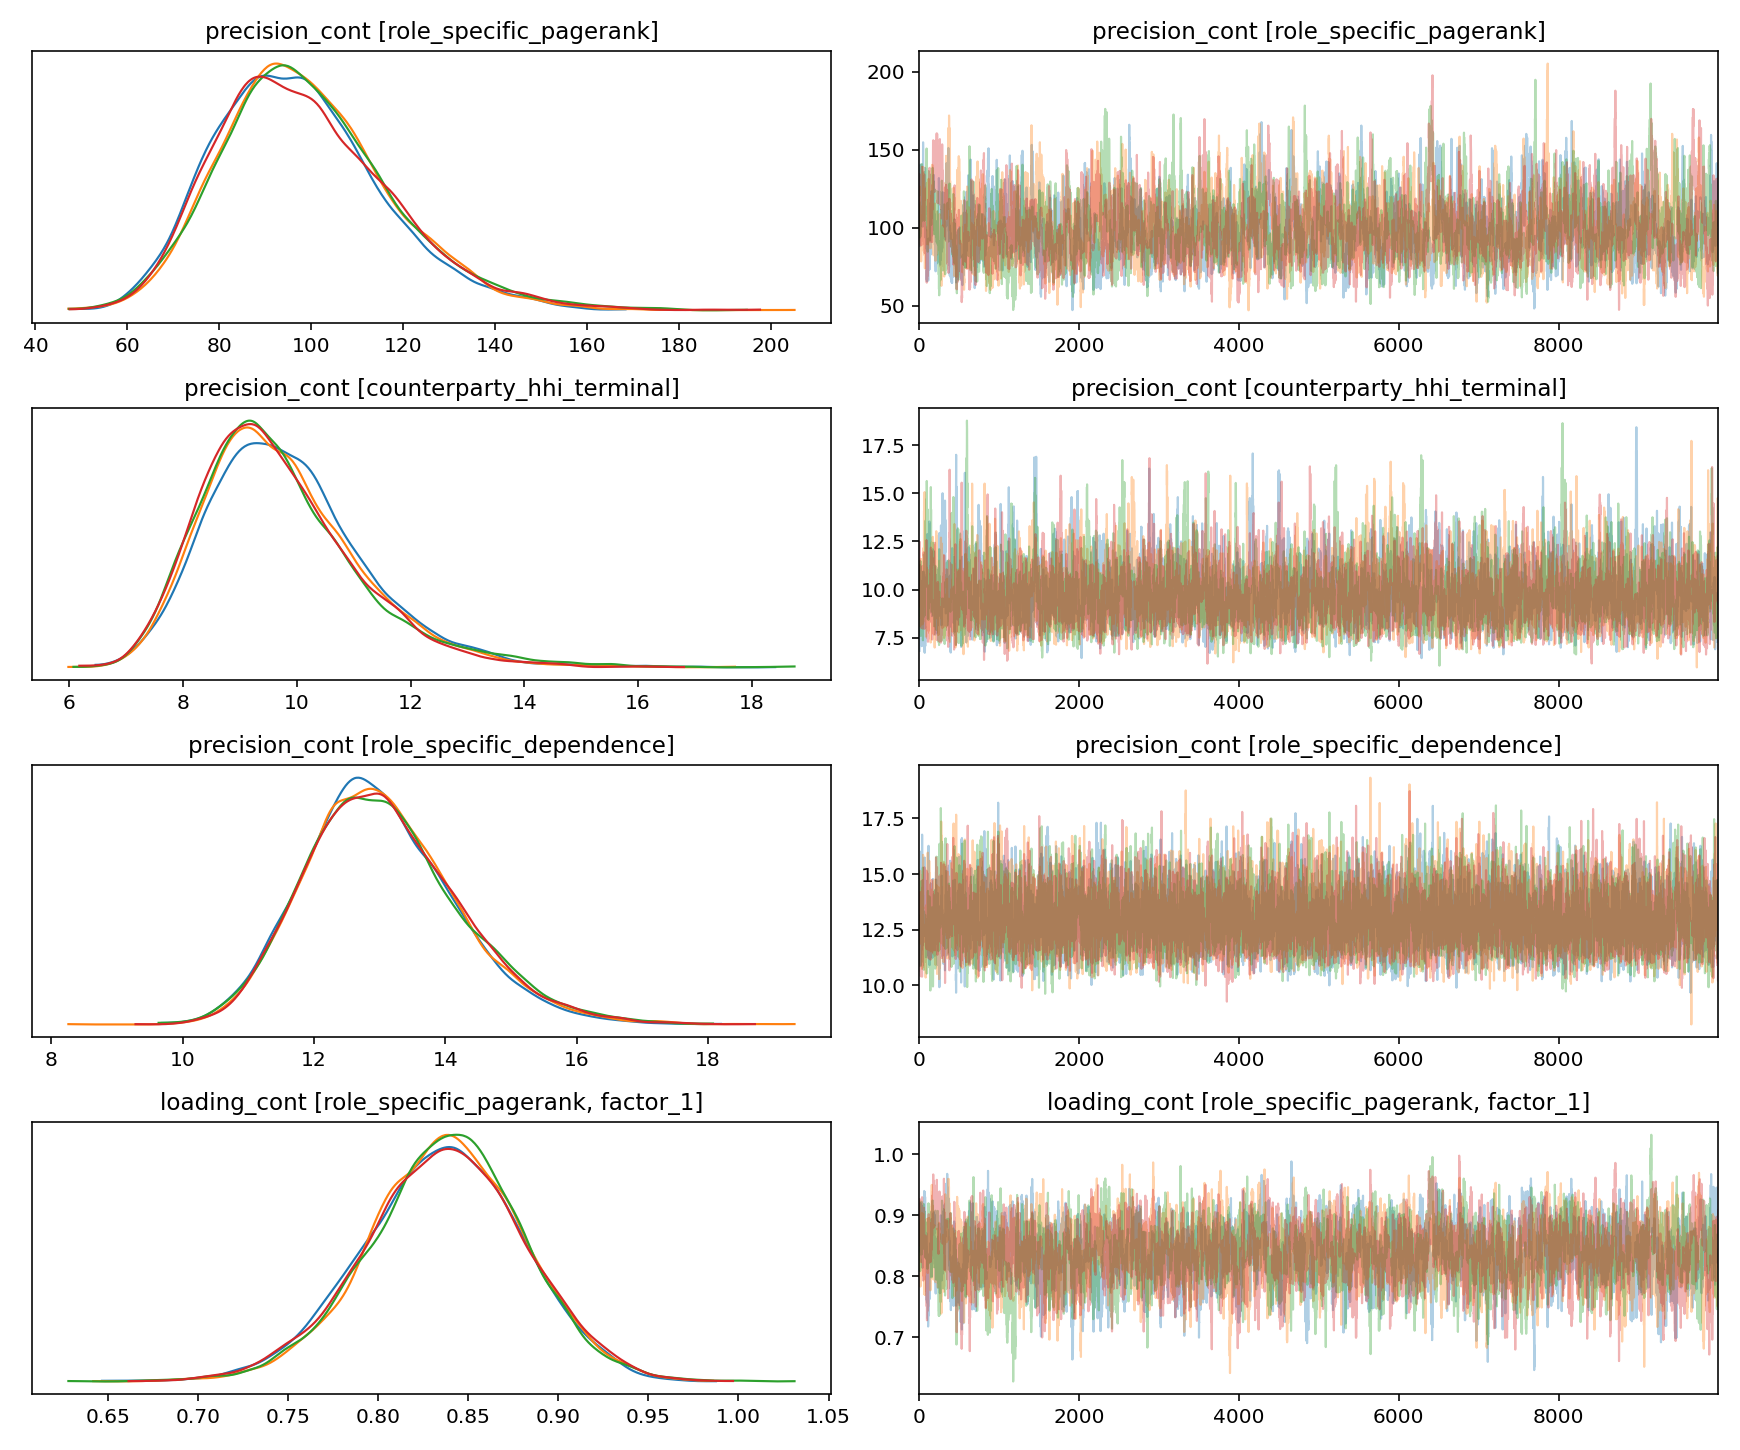 precision_cont [role_specific_pagerank]
40 60 80 100 120 140 160 180 200
precision_cont [role_specific_pagerank]
200
150
100
50
0 2000 4000 6000 8000
precision_cont [counterparty_hhi_terminal]
6 8 10 12 14 16 18
precision_cont [counterparty_hhi_terminal]
17.5
15.0
12.5
10.0
7.5
0 2000 4000 6000 8000
precision_cont [role_specific_dependence]
8 10 12 14 16 18
precision_cont [role_specific_dependence]
17.5
15.0
12.5
10.0
0 2000 4000 6000 8000
loading_cont [role_specific_pagerank, factor_1]
0.65 0.70 0.75 0.80 0.85 0.90 0.95 1.00 1.05
loading_cont [role_specific_pagerank, factor_1]
1.0
0.9
0.8
0.7
0 2000 4000 6000 8000